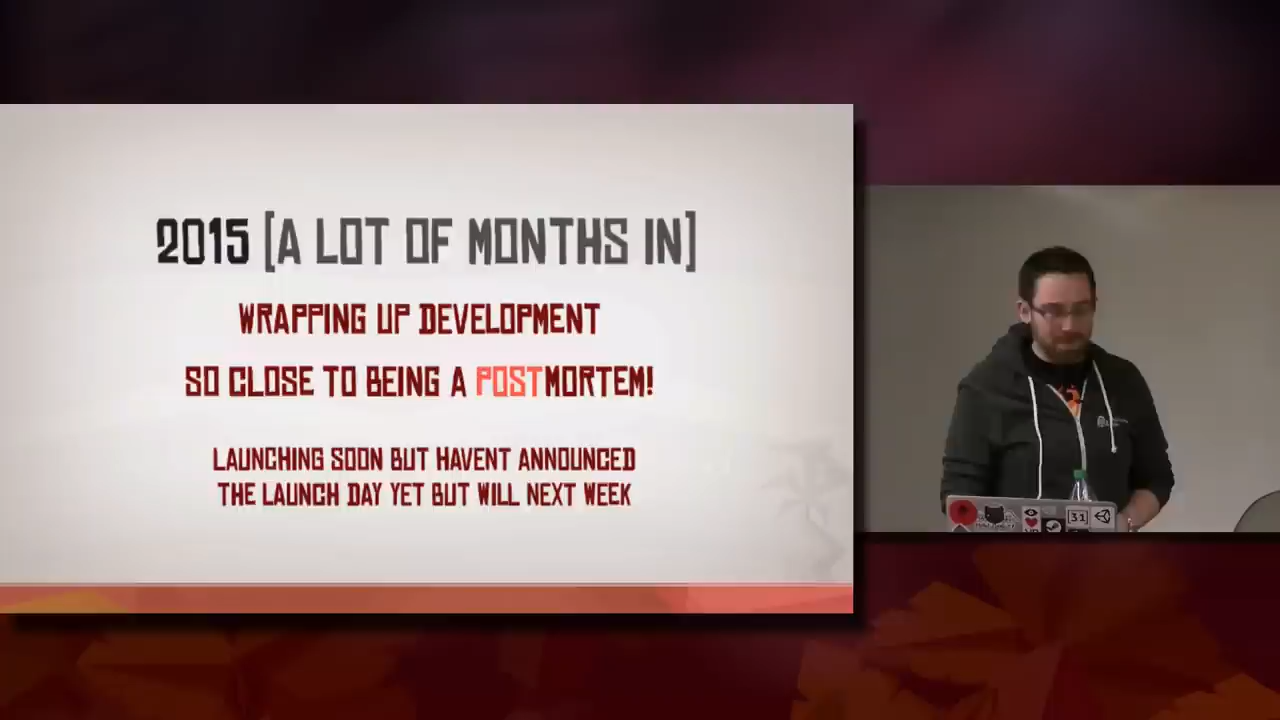 2015 [A LOT OF MONTHS IN]
WRAPPING UP DEVELOPMENT
SO CLOSE TO BEING A POSTMORTEM!
LAUNCHING SOON BUT HAVENT ANNOUNCED
THE LAUNCH DAY YET BUT WILL NEXT WEEK
31